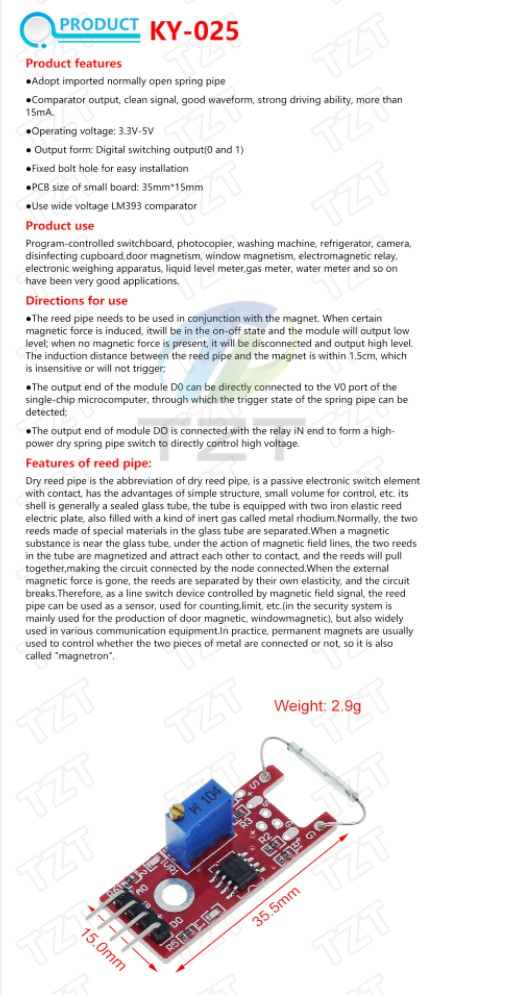 PRODUCT KY-025
Product features
●Adopt imported normally open spring pipe
●Comparator output, clean signal, good waveform, strong driving ability, more than
15mA.
●Operating voltage: 3.3V-5V
● Output form: Digital switching output(0 and 1)
●Fixed bolt hole for easy installation
●PCB size of small board: 35mm*15mm
●Use wide voltage LM393 comparator
Product use
Program-controlled switchboard, photocopier, washing machine, refrigerator, camera,
disinfecting cupboard,door magnetism, window magnetism, electromagnetic relay,
electronic weighing apparatus, liquid level meter,gas meter, water meter and so on
have been very good applications.
Directions for use
●The reed pipe needs to be used in conjunction with the magnet. When certain
magnetic force is induced, itwill be in the on-off state and the module will output low
level; when no magnetic force is present, it will be disconnected and output high level.
The induction distance between the reed pipe and the magnet is within 1.5cm, which
is insensitive or will not trigger;
●The output end of the module D0 can be directly connected to the V0 port of the
single-chip microcomputer, through which the trigger state of the spring pipe can be
detected;
●The output end of module DO is connected with the relay iN end to form a high-
power dry spring pipe switch to directly control high voltage.
Features of reed pipe:
Dry reed pipe is the abbreviation of dry reed pipe, is a passive electronic switch element
with contact, has the advantages of simple structure, small volume for control, etc. its
shell is generally a sealed glass tube, the tube is equipped with two iron elastic reed
electric plate, also filled with a kind of inert gas called metal rhodium.Normally, the two
reeds made of special materials in the glass tube are separated.When a magnetic
substance is near the glass tube, under the action of magnetic field lines, the two reeds
in the tube are magnetized and attract each other to contact, and the reeds will pull
together,making the circuit connected by the node connected.When the external
magnetic force is gone, the reeds are separated by their own elasticity, and the circuit
breaks.Therefore, as a line switch device controlled by magnetic field signal, the reed
pipe can be used as a sensor, used for counting,limit, etc.(in the security system is
mainly used for the production of door magnetic, windowmagnetic), but also widely
used in various communication equipment.In practice, permanent magnets are usually
used to control whether the two pieces of metal are connected or not, so it is also
called "magnetron".
TZT
Weight: 2.9g
W 104
S
G
R3
R2
R1
VR1
R6
A0
D0
R5
35.5mm
15.0mm